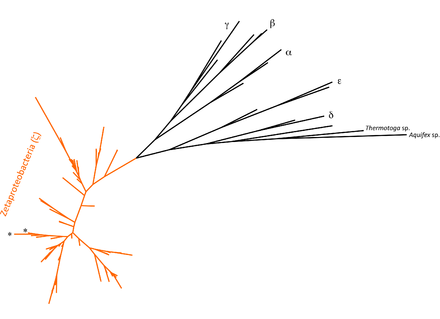 γ
β
α
ε
δ
Thermotoga sp.
Aquifex sp.
Zetaproteobacteria (ζ)
*
*